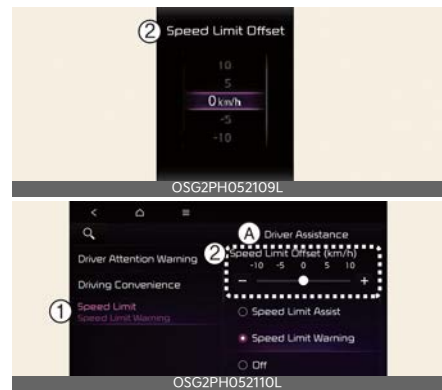 ② Speed Limit Offset
10
5
0 km/h
-5
-10
OSG2PH052109L
A Driver Assistance
Driver Attention Warning
② Speed Limit Offset (km/h)
-10 -5 0 5 10
- +
Driving Convenience
① Speed Limit
Speed Limit Warning
Speed Limit Assist
Speed Limit Warning
Off
OSG2PH052110L